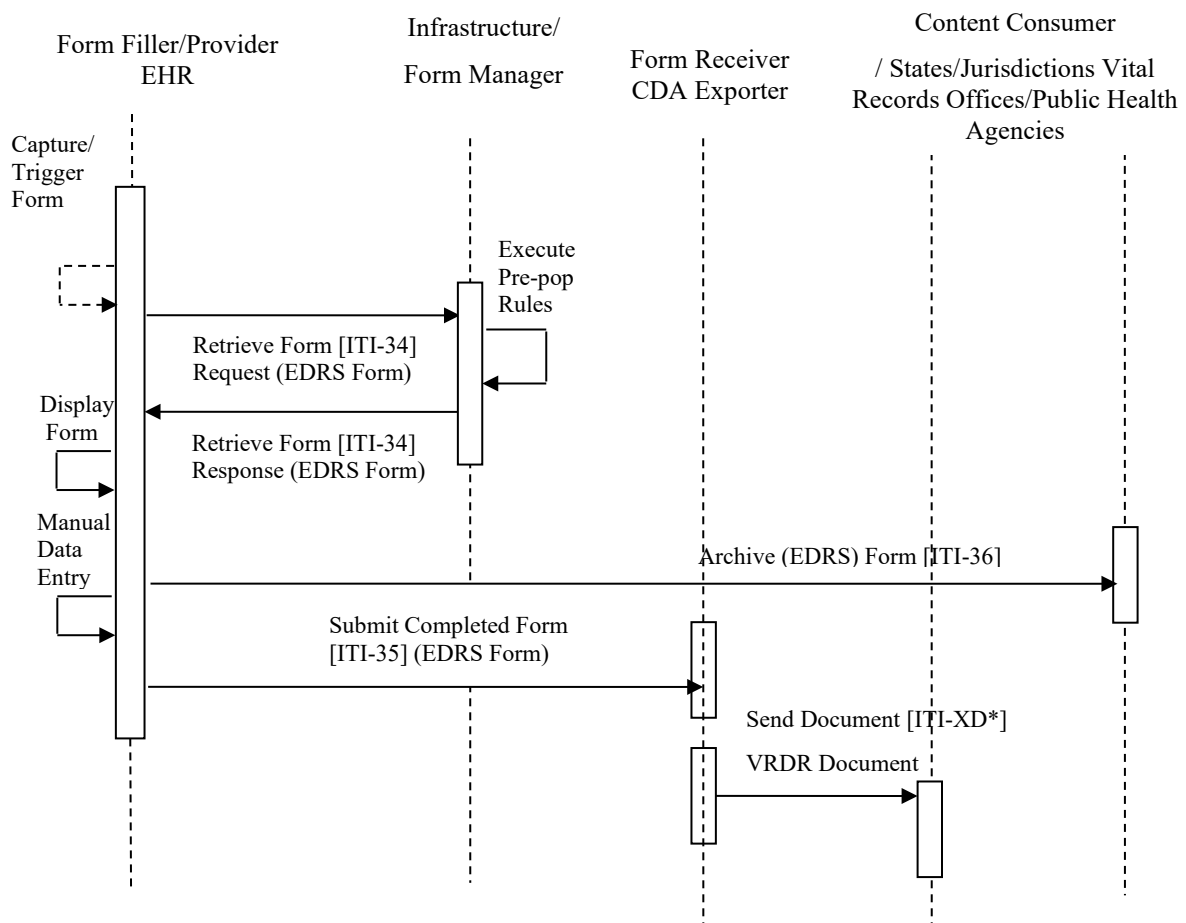 Form Filler/Provider
EHR
Infrastructure/
Form Manager
Form Receiver
CDA Exporter
Content Consumer
/ States/Jurisdictions Vital
Records Offices/Public Health
Agencies
Capture/
Trigger
Form
Execute
Pre-pop
Rules
Retrieve Form [ITI-34]
Request (EDRS Form)
Display
Form
Retrieve Form [ITI-34]
Response (EDRS Form)
Manual
Data
Entry
Archive (EDRS) Form [ITI-36]
Submit Completed Form
[ITI-35] (EDRS Form)
Send Document [ITI-XD*]
VRDR Document